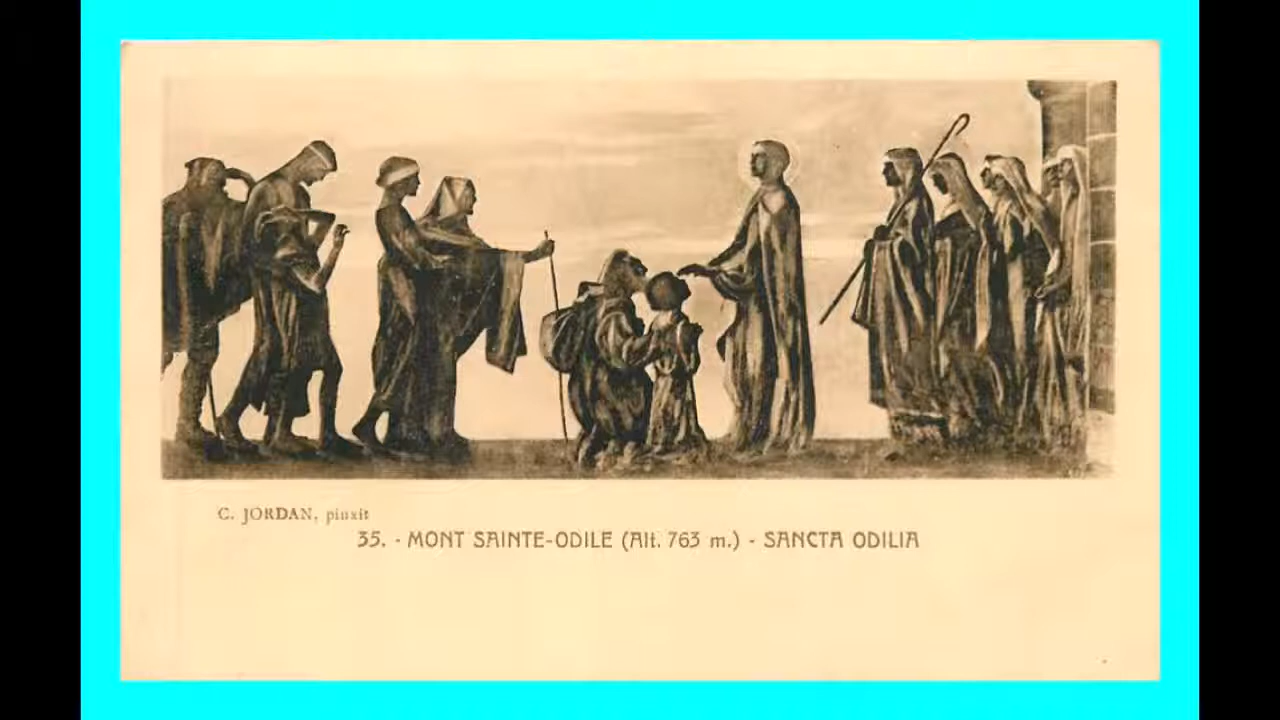 C. JORDAN, pinxit
35. - MONT SAINTE-ODILE (Alt. 763 m.) - SANCTA ODILIA